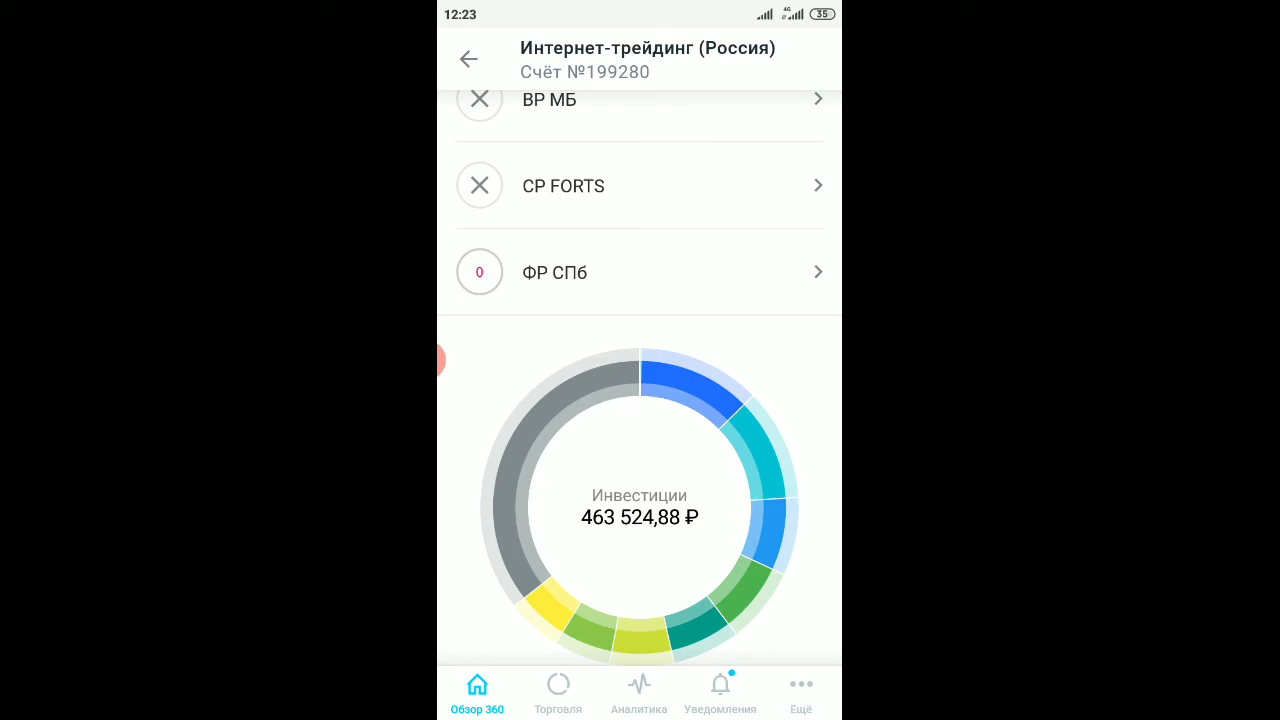 12:23
4G
35
Интернет-трейдинг (Россия)
Счёт №199280
ВР МБ
СР FORTS
0
ФР СПб
Инвестиции
463 524,88 ₽
Обзор 360
Торговля
Аналитика
Уведомления
Ещё